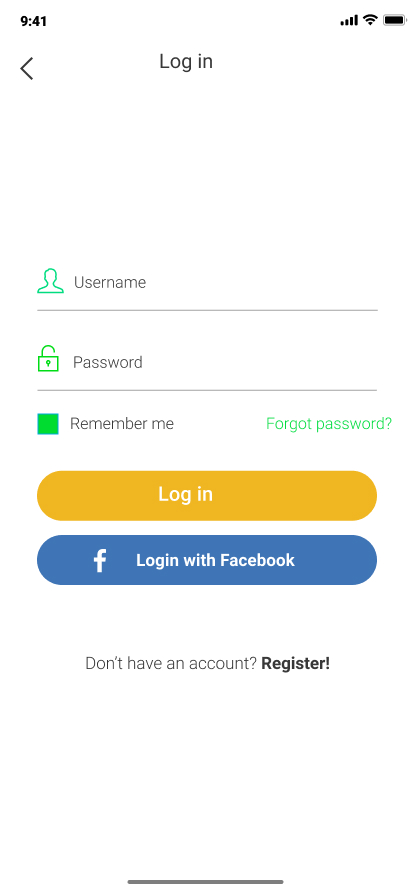 9:41
Log in
Username
Password
Remember me Forgot password?
Log in
f Login with Facebook
Don't have an account? Register!